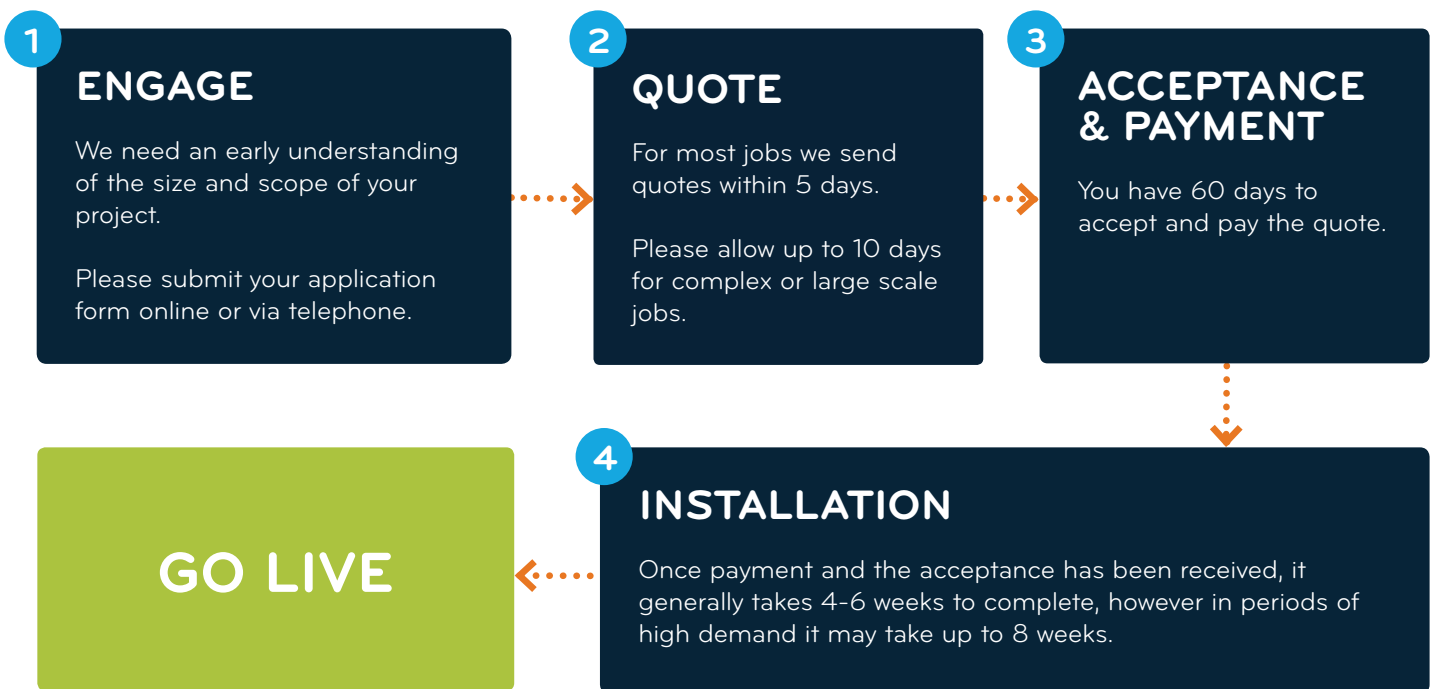 1
ENGAGE
We need an early understanding
of the size and scope of your
project.
Please submit your application
form online or via telephone.
2
QUOTE
For most jobs we send
quotes within 5 days.
Please allow up to 10 days
for complex or large scale
jobs.
3
ACCEPTANCE
& PAYMENT
You have 60 days to
accept and pay the quote.
4
INSTALLATION
Once payment and the acceptance has been received, it
generally takes 4-6 weeks to complete, however in periods of
high demand it may take up to 8 weeks.
GO LIVE